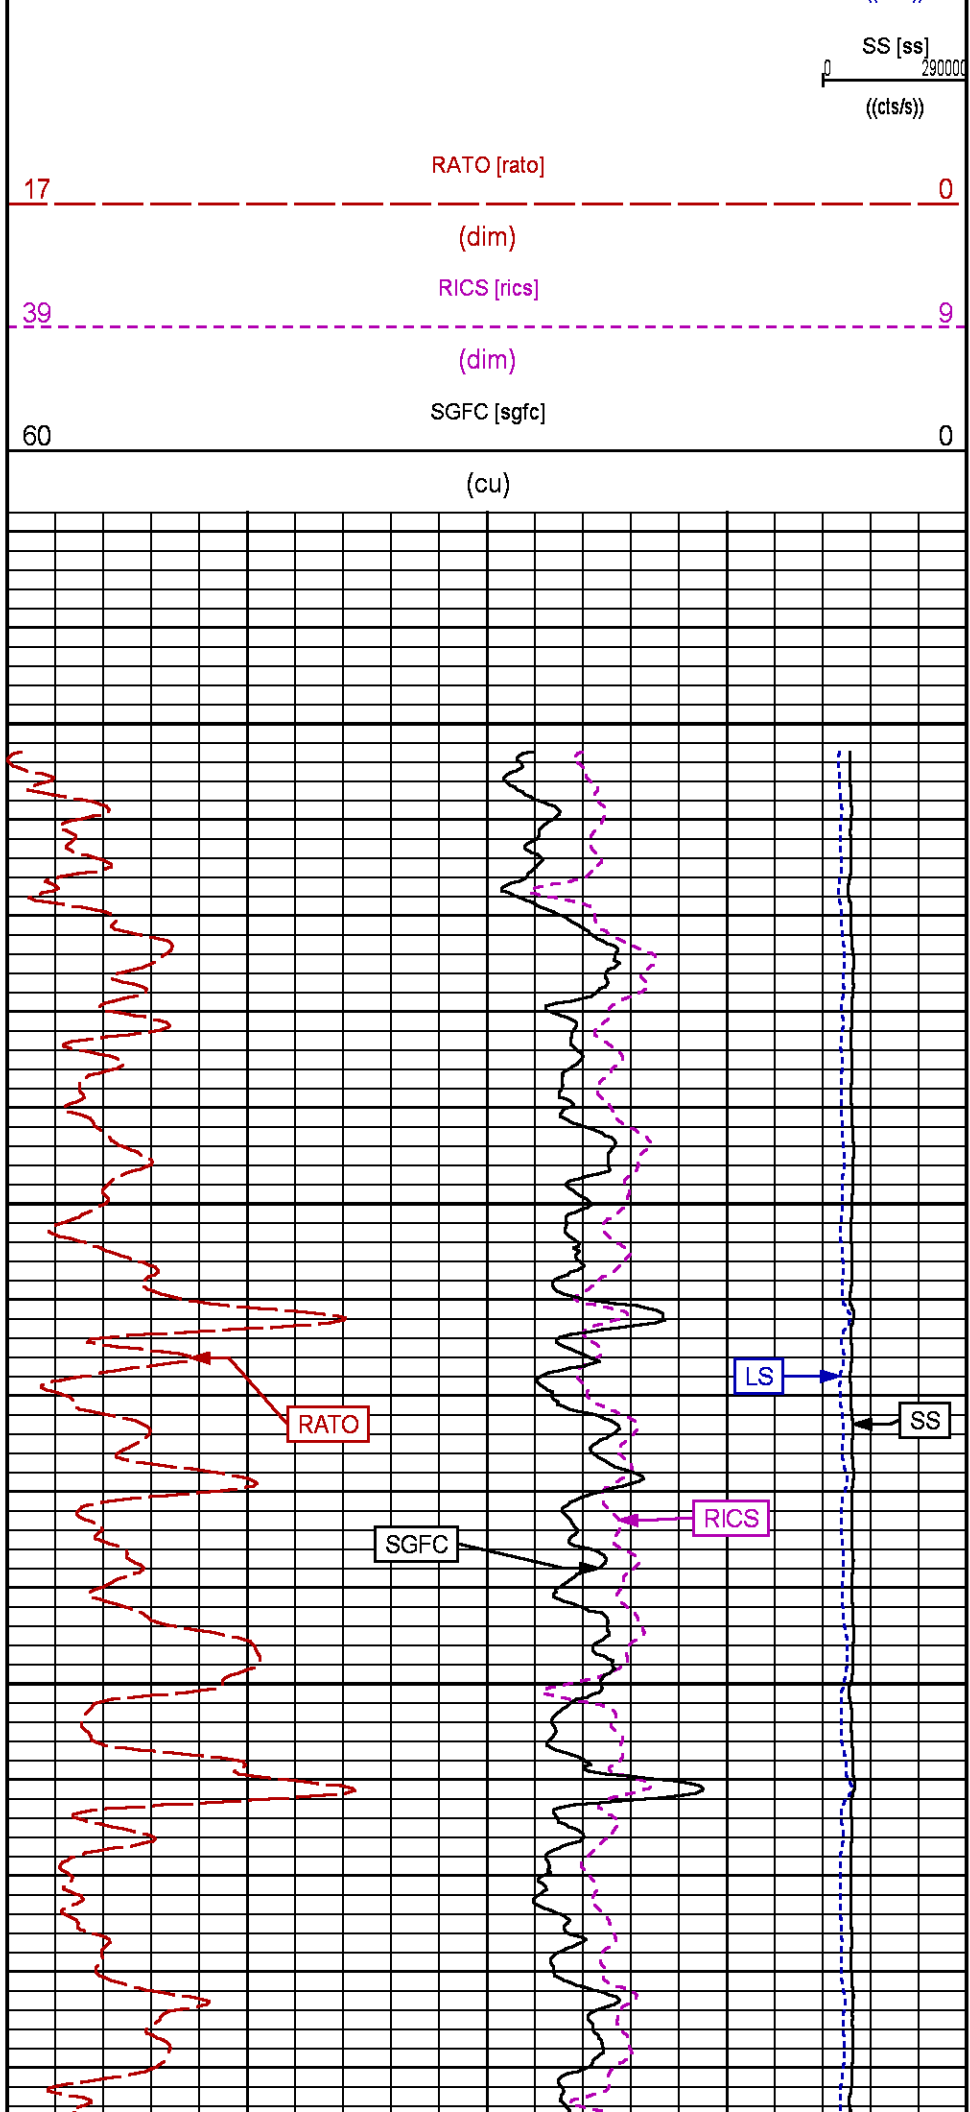 SS [ss]
0 290000
((cts/s))
RATO [rato]
17 0
(dim)
RICS [rics]
39 9
(dim)
SGFC [sgfc]
60 0
(cu)
LS
RATO
SS
RICS
SGFC